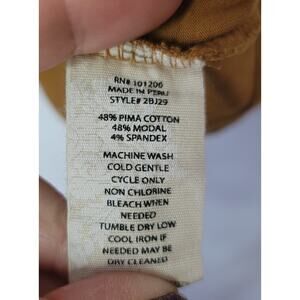 RN# 101206
MADE IN PERU
STYLE# 2BJ29
48% PIMA COTTON
48% MODAL
4% SPANDEX
MACHINE WASH
COLD GENTLE
CYCLE ONLY
NON CHLORINE
BLEACH WHEN
NEEDED
TUMBLE DRY LOW
COOL IRON IF
NEEDED MAY BE
DRY CLEANED